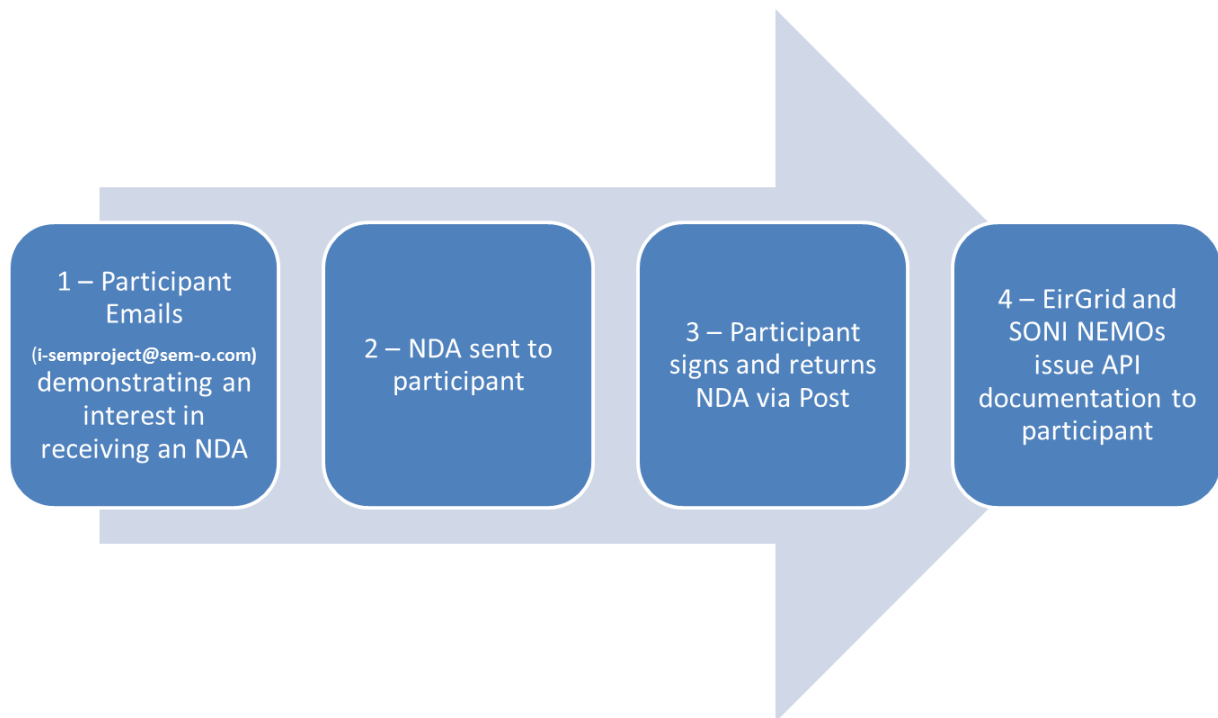 1 – Participant
Emails
(i-semproject@sem-o.com)
demonstrating an
interest in
receiving an NDA
2 – NDA sent to
participant
3 – Participant
signs and returns
NDA via Post
4 – EirGrid and
SONI NEMOs
issue API
documentation to
participant